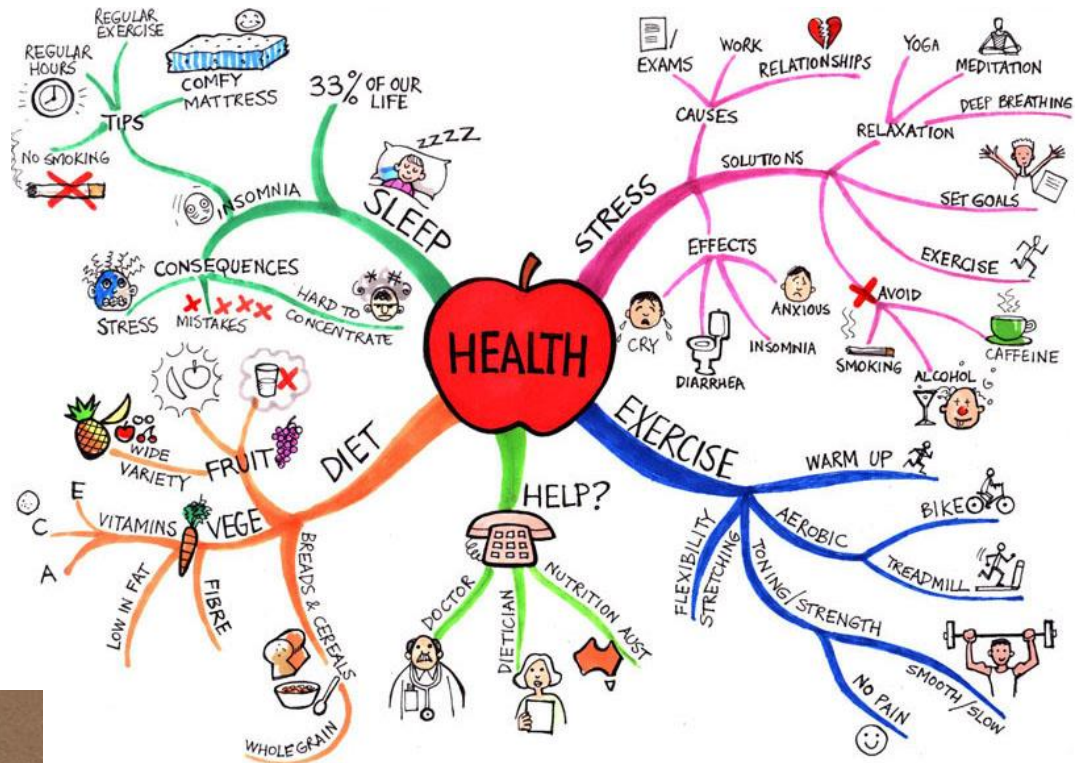 HEALTH
SLEEP
33% OF OUR
LIFE
ZZZZ
INSOMNIA
TIPS
REGULAR
EXERCISE
REGULAR
HOURS
COMFY
MATTRESS
NO SMOKING
CONSEQUENCES
STRESS
MISTAKES
HARD TO
CONCENTRATE
STRESS
CAUSES
EXAMS
WORK
RELATIONSHIPS
SOLUTIONS
RELAXATION
YOGA
MEDITATION
DEEP BREATHING
SET GOALS
EXERCISE
AVOID
SMOKING
ALCOHOL
CAFFEINE
EFFECTS
CRY
DIARRHEA
INSOMNIA
ANXIOUS
DIET
FRUIT
WIDE
VARIETY
VEGE
VITAMINS
E
C
A
LOW IN FAT
FIBRE
BREADS & CEREALS
WHOLEGRAIN
HELP?
DOCTOR
DIETICIAN
NUTRITION AUST
EXERCISE
WARM UP
AEROBIC
BIKE
TREADMILL
TONING/STRENGTH
SMOOTH/SLOW
NO PAIN
FLEXIBILITY
STRETCHING